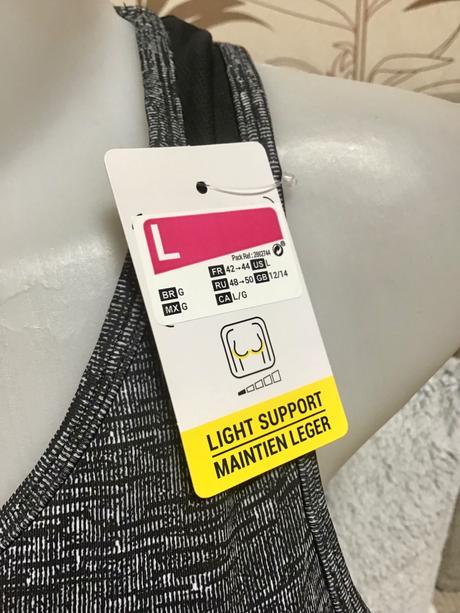 L
Pack Ref.: 2802744
FR 42→44 US L
BR G RU 48→50 GB 12/14
MX G CA L/G
LIGHT SUPPORT
MAINTIEN LEGER